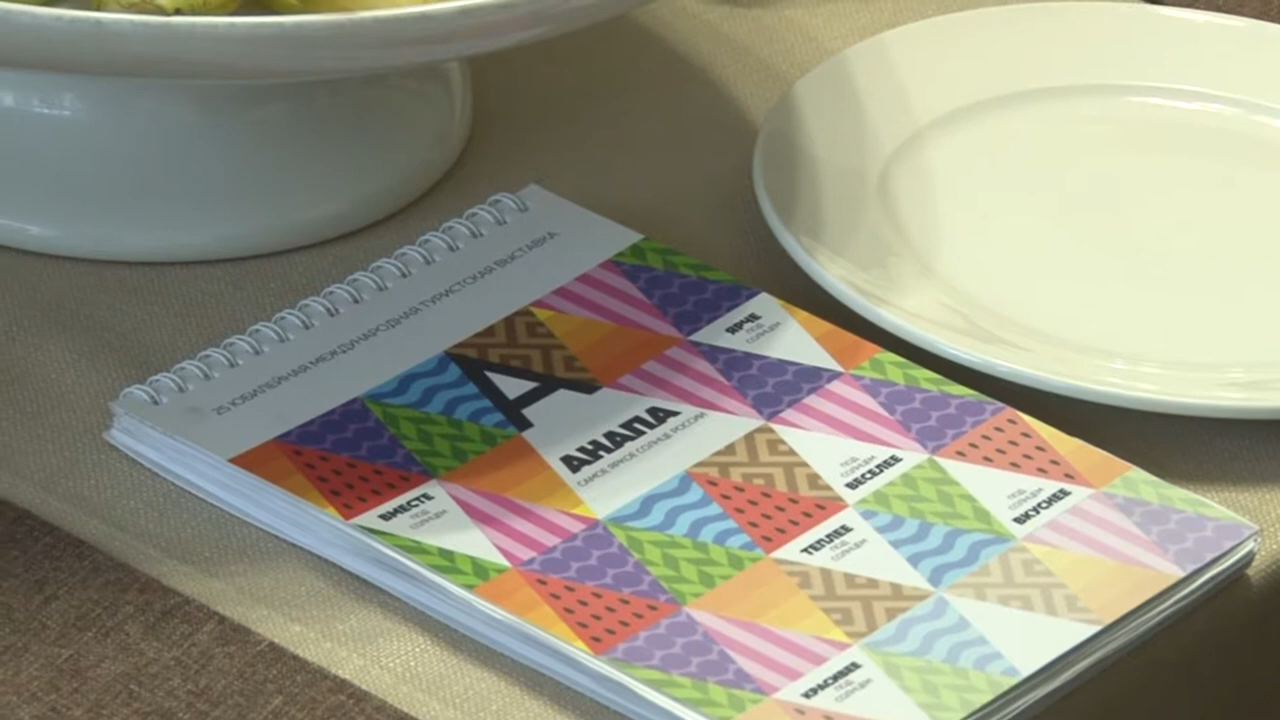 25 ЮБИЛЕЙНАЯ МЕЖДУНАРОДНАЯ ТУРИСТСКАЯ ВЫСТАВКА
ЯРЧЕ
ПОД
СОЛНЦЕМ
А
АНАПА
САМОЕ ЯРКОЕ СОЛНЦЕ РОССИИ
ПОД
СОЛНЦЕМ
ВЕСЕЛЕЕ
ПОД
СОЛНЦЕМ
ВКУСНЕЕ
ВМЕСТЕ
ПОД
СОЛНЦЕМ
ТЕПЛЕЕ
ПОД
СОЛНЦЕМ
КРАСИВЕЕ
ПОД
СОЛНЦЕМ